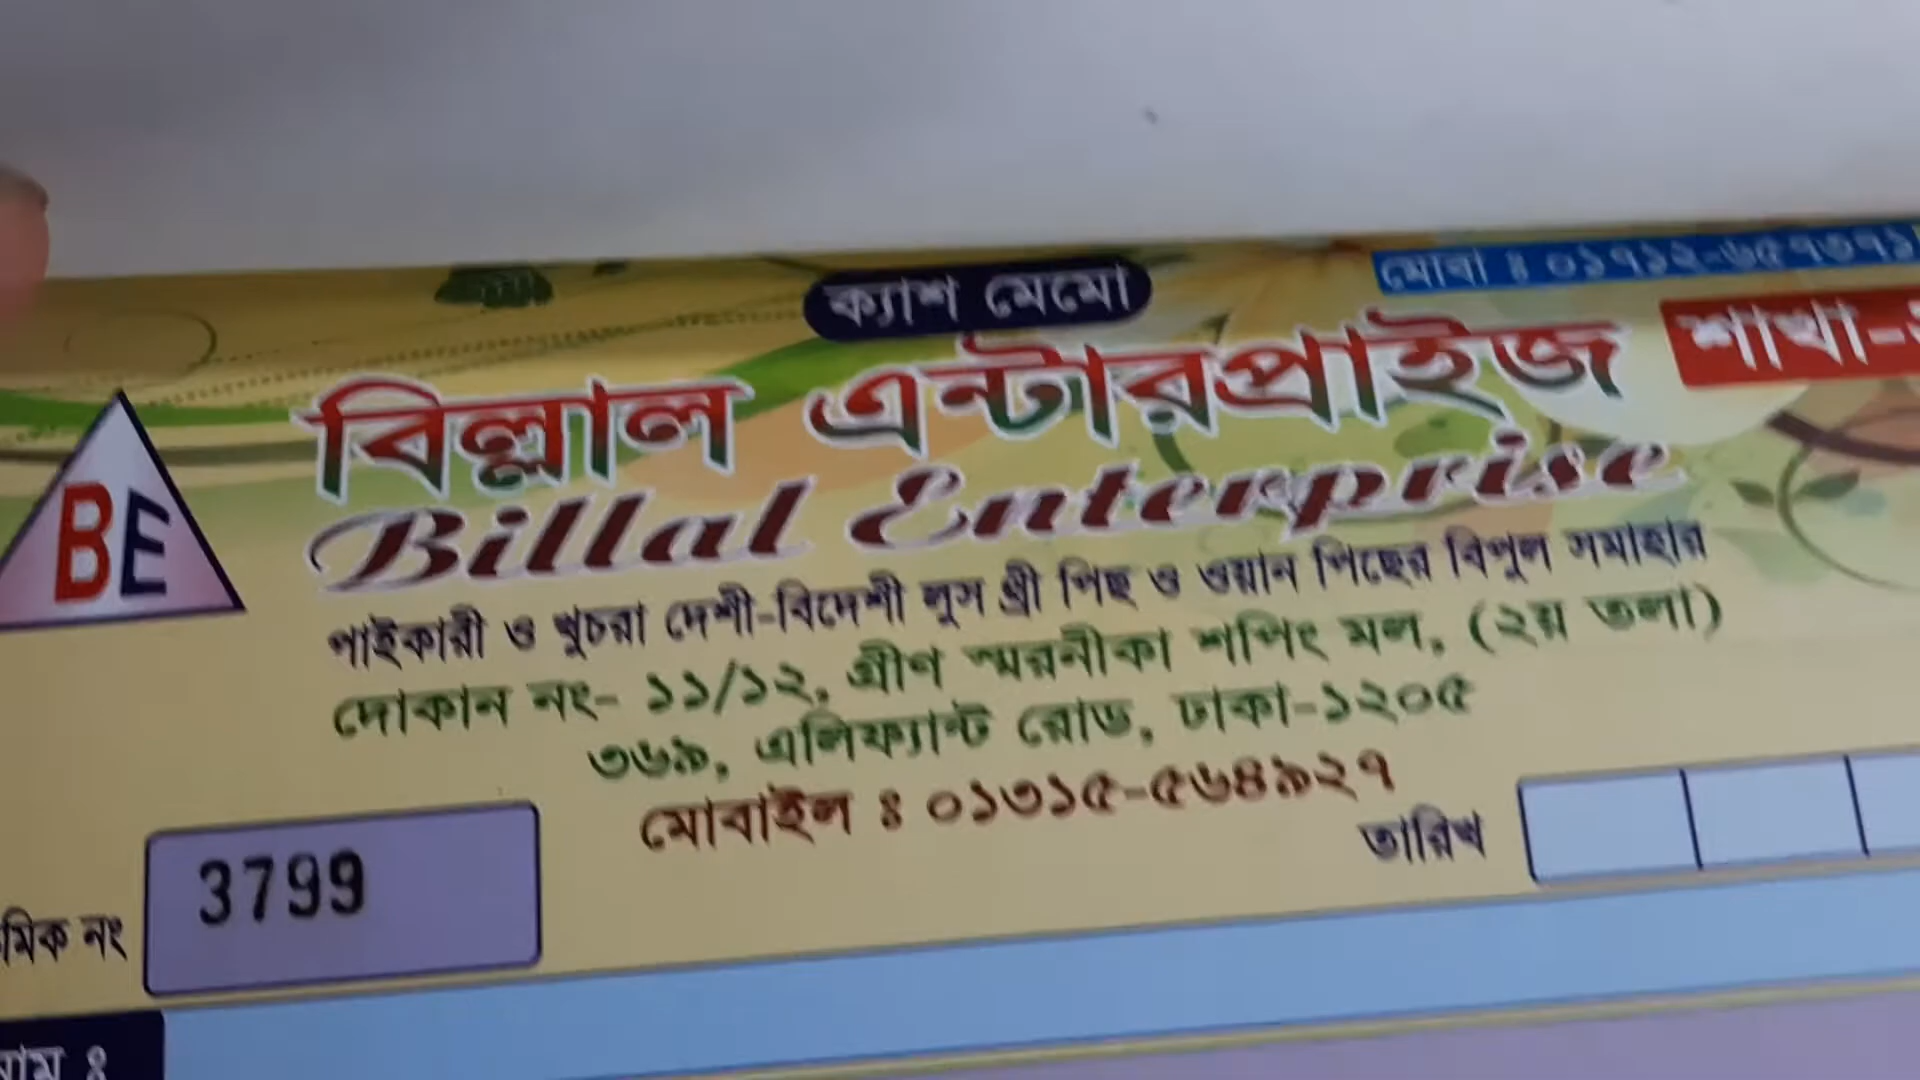 ক্যাশ মেমো
মোবা ঃ ০১৭১২-৬৫৭৩৭১
বিল্লাল এন্টারপ্রাইজ
শাখা-
BE
Billal Enterprise
পাইকারী ও খুচরা দেশী-বিদেশী লুস থ্রী পিছ ও ওয়ান পিছের বিপুল সমাহার
দোকান নং- ১১/১২, গ্রীণ স্মরনীকা শপিং মল, (২য় তলা)
৩৬৯, এলিফ্যান্ট রোড, ঢাকা-১২০৫
মোবাইল ঃ ০১৩১৫-৫৬৪৯২৭
তারিখ
মিক নং 3799
নাম ঃ